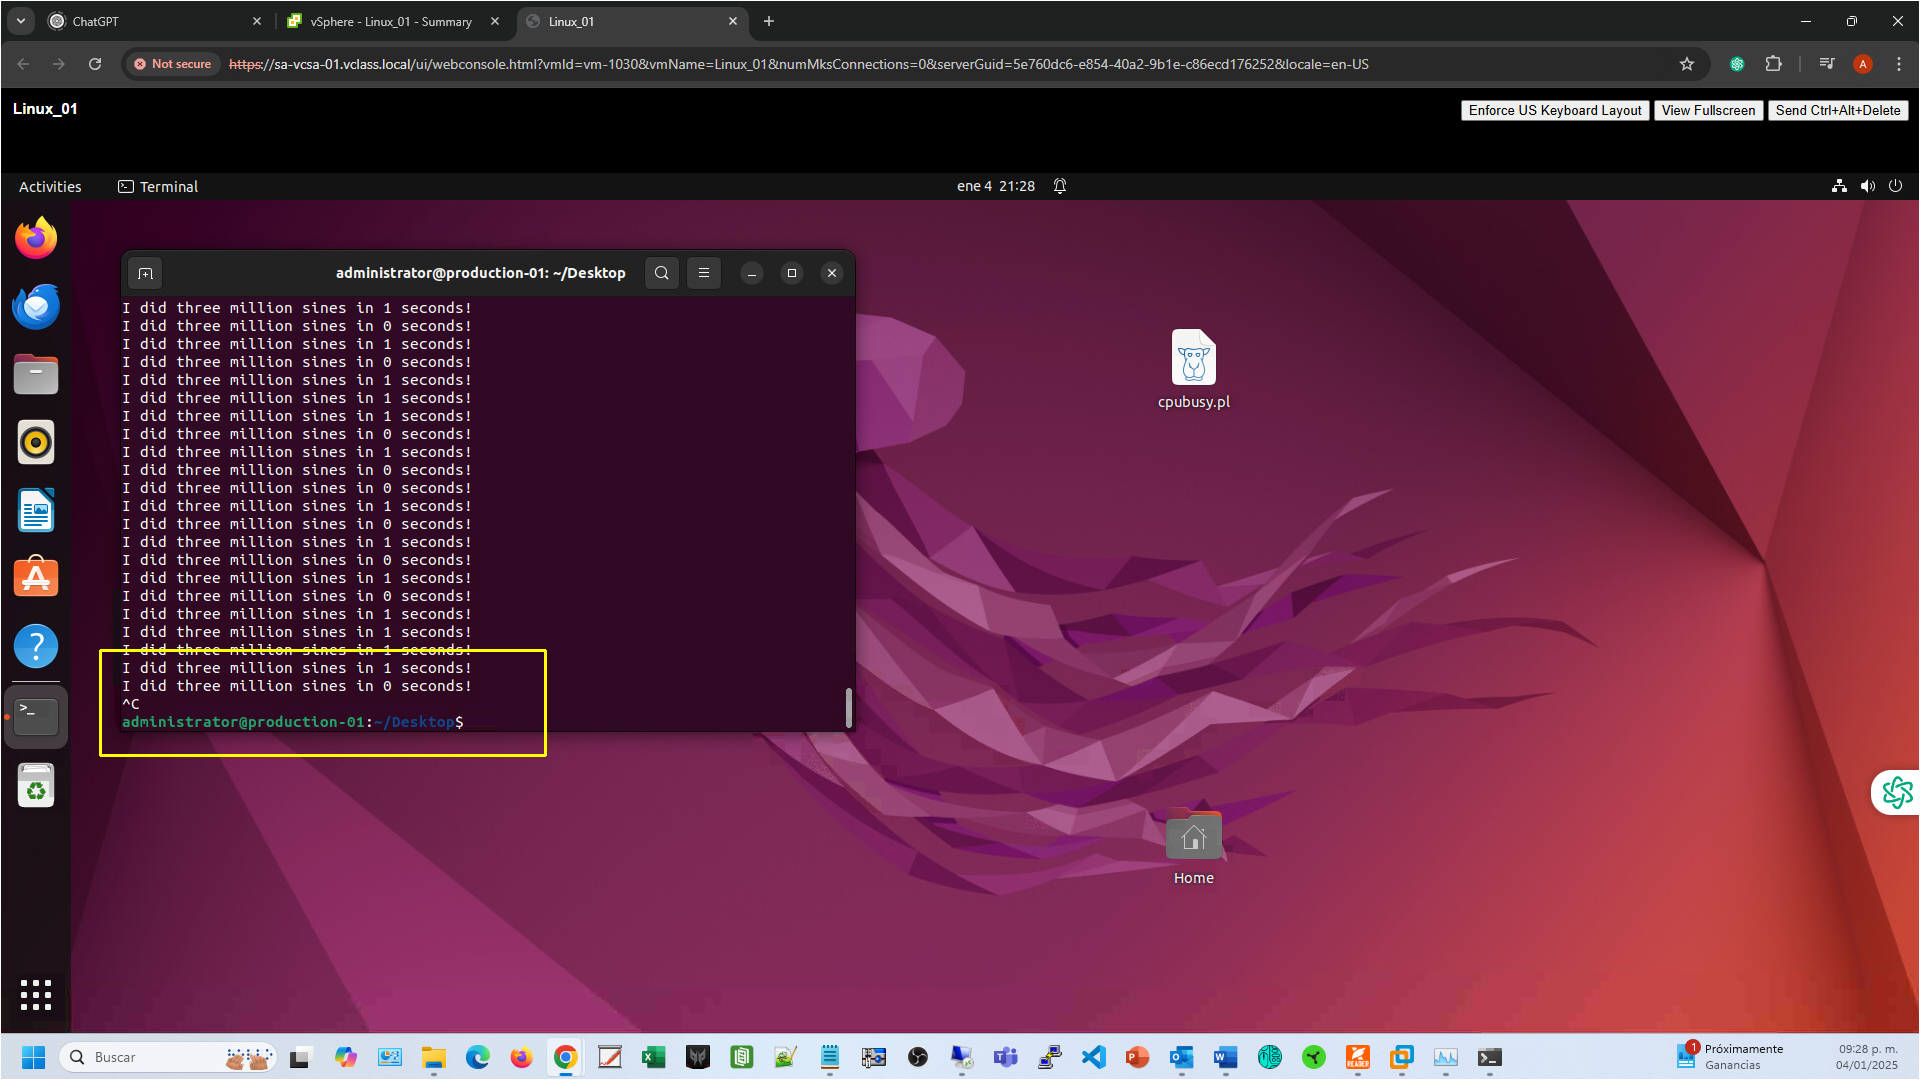 ChatGPT
vSphere - Linux_01 - Summary
Linux_01
Not secure
https://sa-vcsa-01.vclass.local/ui/webconsole.html?vmId=vm-1030&vmName=Linux_01&numMksConnections=0&serverGuid=5e760dc6-e854-40a2-9b1e-c86ecd176252&locale=en-US
A
Linux_01
Enforce US Keyboard Layout
View Fullscreen
Send Ctrl+Alt+Delete
Activities
Terminal
ene 4 21:28
administrator@production-01: ~/Desktop
I did three million sines in 1 seconds!
I did three million sines in 0 seconds!
I did three million sines in 1 seconds!
I did three million sines in 0 seconds!
I did three million sines in 1 seconds!
I did three million sines in 1 seconds!
I did three million sines in 1 seconds!
I did three million sines in 0 seconds!
I did three million sines in 1 seconds!
I did three million sines in 0 seconds!
I did three million sines in 0 seconds!
I did three million sines in 1 seconds!
I did three million sines in 0 seconds!
I did three million sines in 1 seconds!
I did three million sines in 0 seconds!
I did three million sines in 1 seconds!
I did three million sines in 0 seconds!
I did three million sines in 1 seconds!
I did three million sines in 1 seconds!
I did three million sines in 1 seconds!
I did three million sines in 1 seconds!
I did three million sines in 0 seconds!
^C
administrator@production-01:~/Desktop$
cpubusy.pl
Home
Buscar
READER
1
Próximamente
Ganancias
09:28 p. m.
04/01/2025